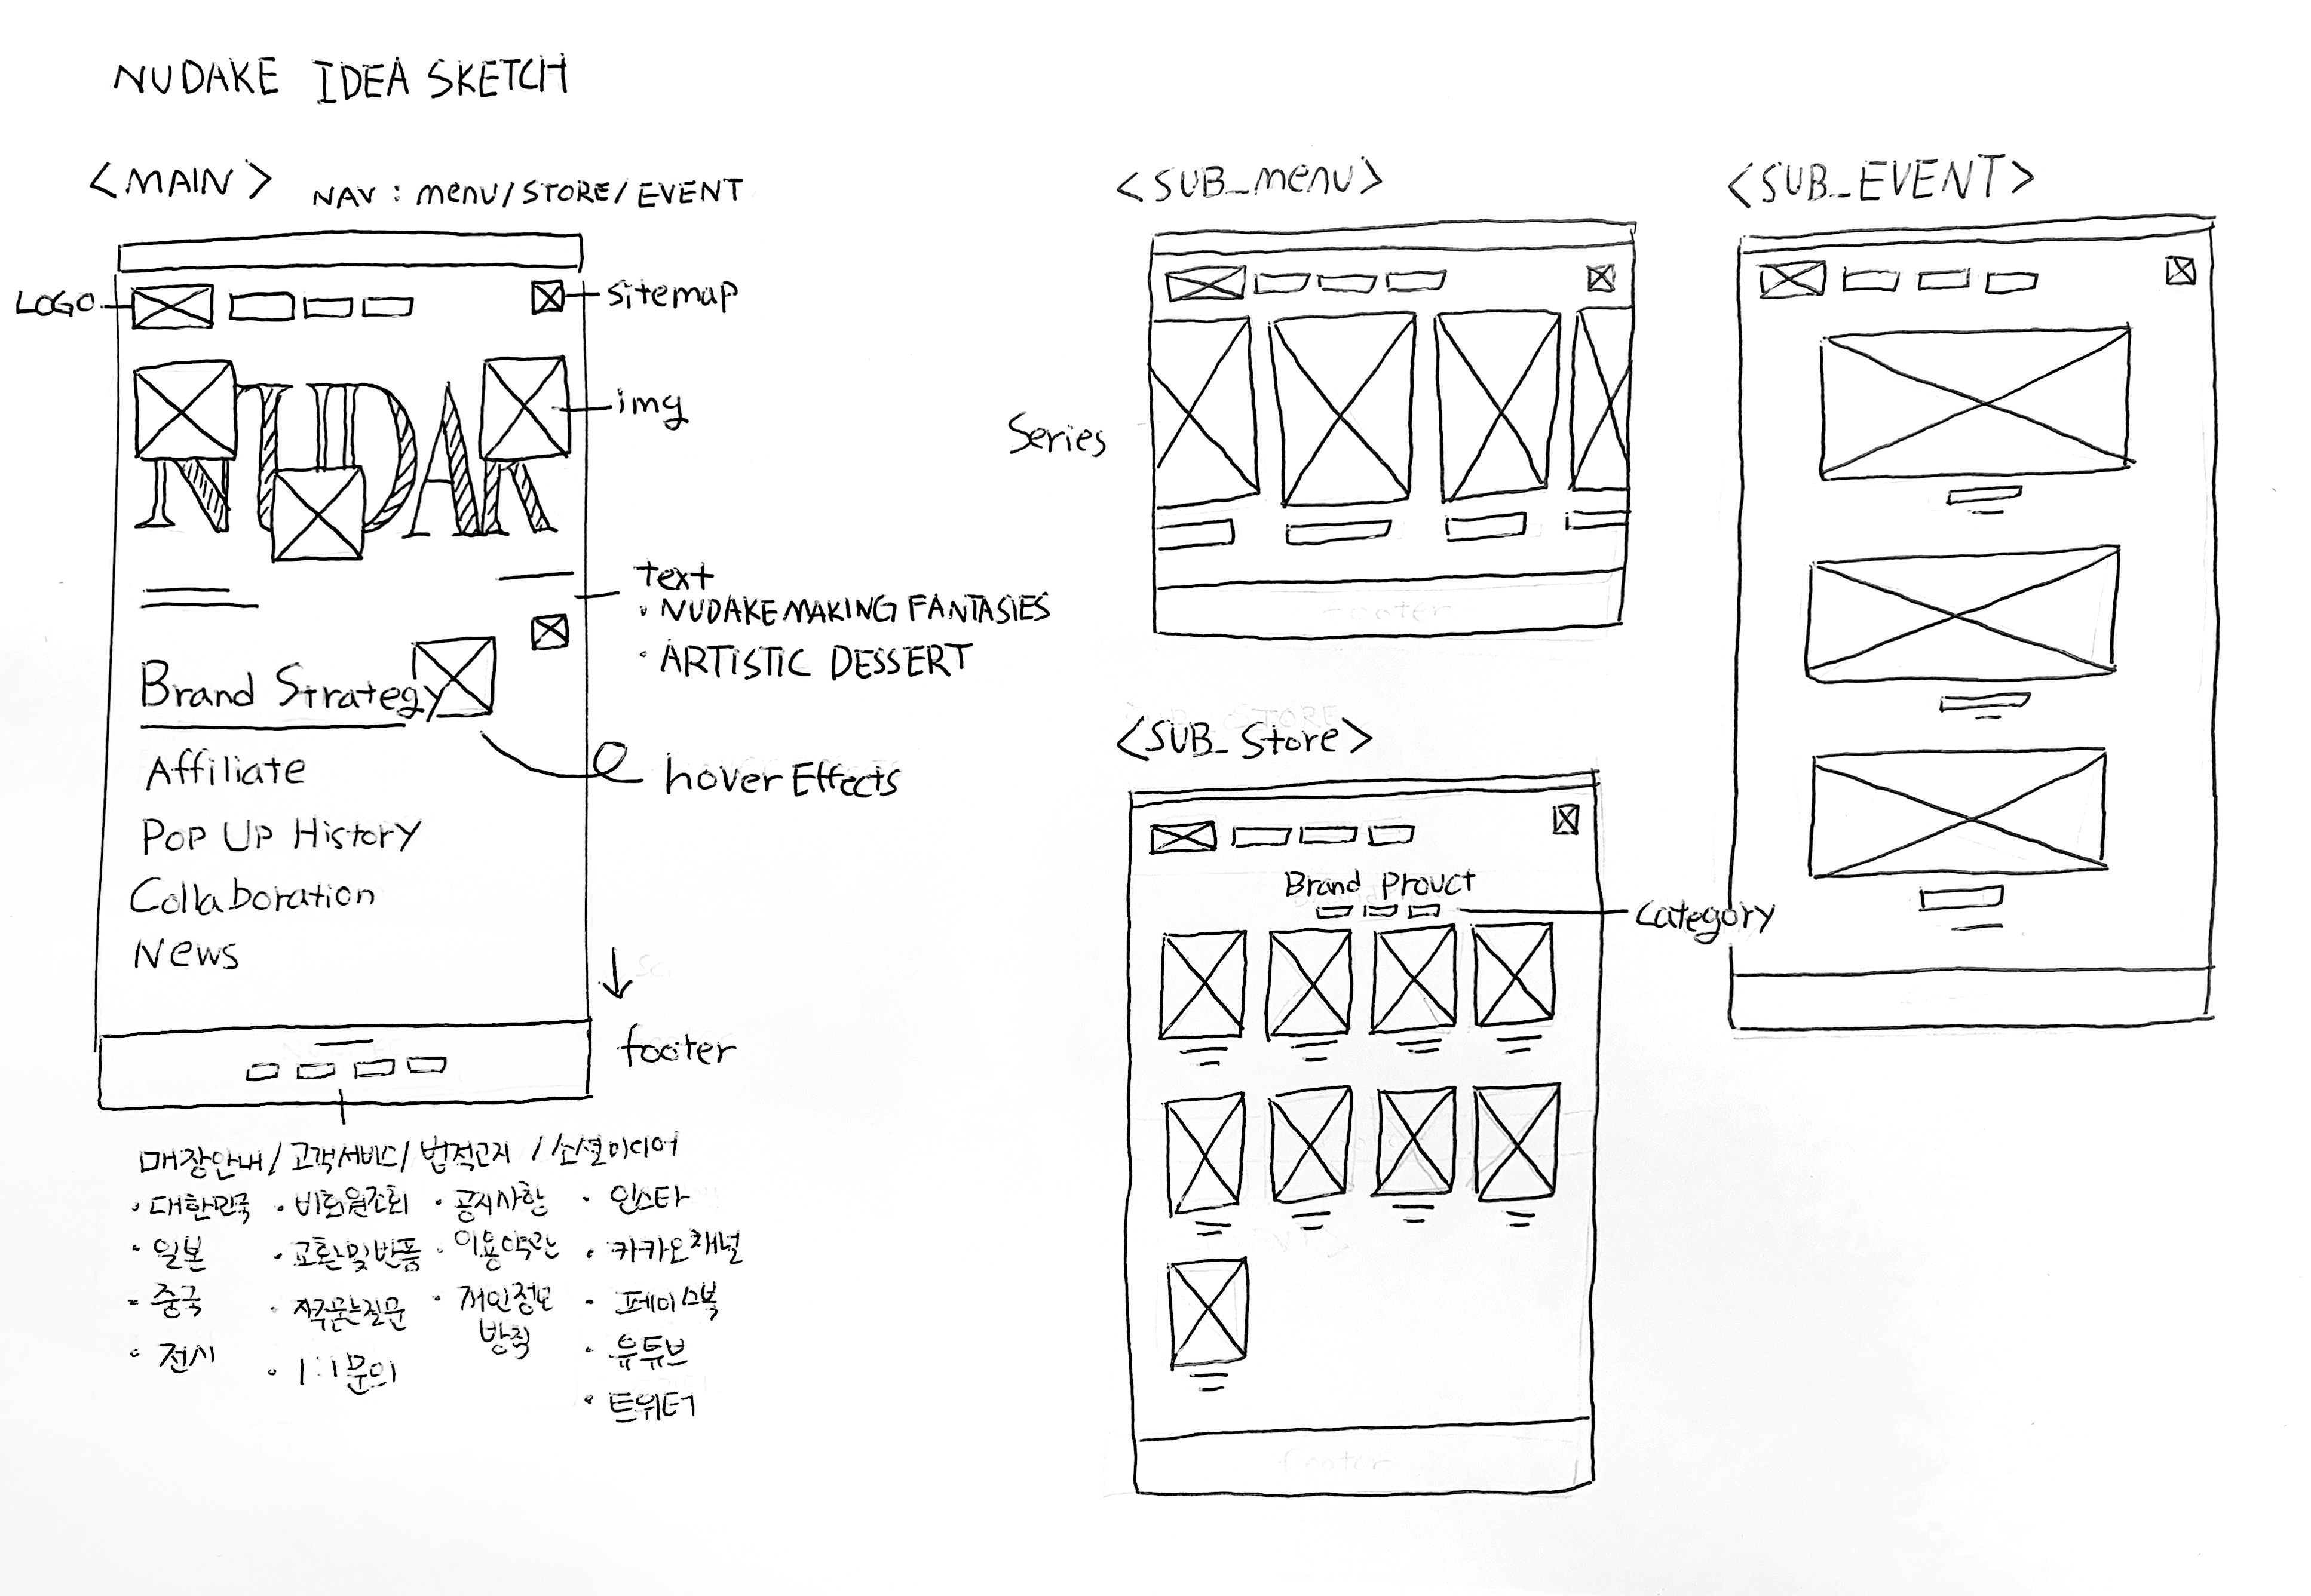 NUDAKE IDEA SKETCH
<MAIN>
NAV : menu/STORE/EVENT
LOGO
sitemap
NUDAK
img
text
· NUDAKE MAKING FANTASIES
· ARTISTIC DESSERT
Brand Strategy
hover Effects
Affiliate
Pop Up History
Collaboration
News
footer
매장안내/고객서비스/법적고지/소셜미디어
· 대한민국
· 일본
· 중국
· 전시
· 비회원조회
· 교환및반품
· 자주묻는질문
· 1:1문의
· 공지사항
· 이용약관
· 개인정보
방침
· 인스타
· 카카오채널
· 페이스북
· 유튜브
· 트위터
<SUB_menu>
Series
footer
<SUB_Store>
Brand Prouct
Category
footer
<SUB_EVENT>